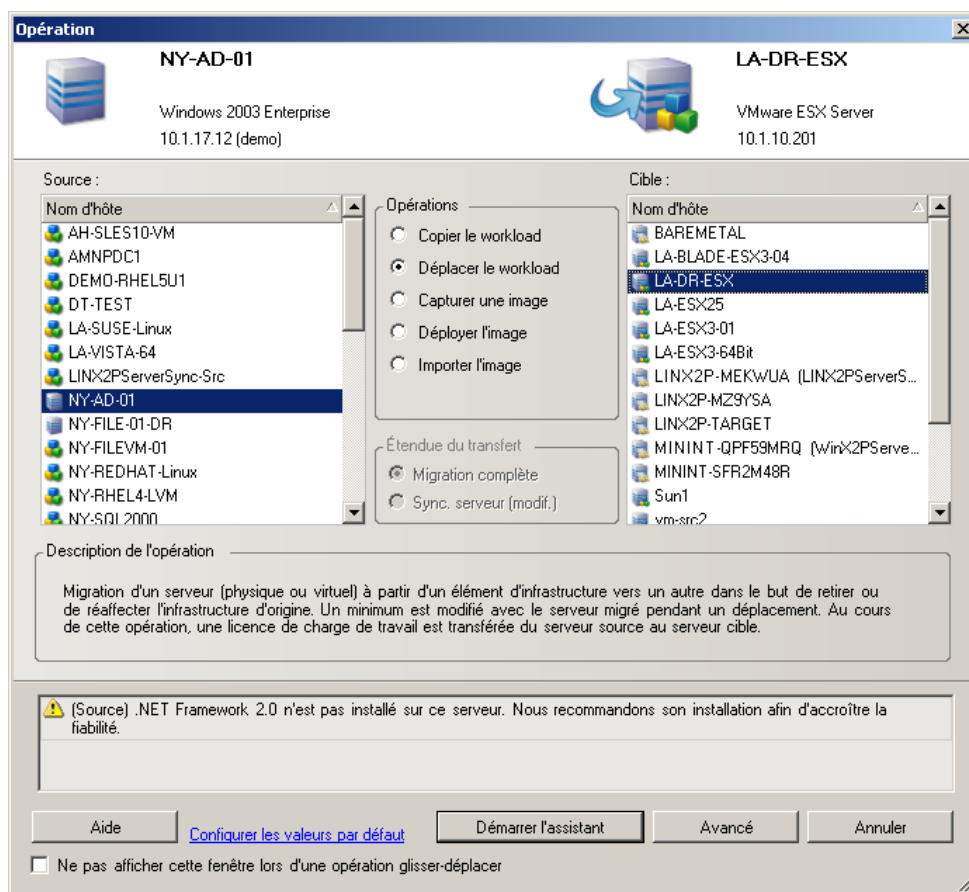 Opération
NY-AD-01
Windows 2003 Enterprise
10.1.17.12 (demo)
LA-DR-ESX
VMware ESX Server
10.1.10.201
Source :
Nom d'hôte
AH-SLES10-VM
AMNPDC1
DEMO-RHEL5U1
DT-TEST
LA-SUSE-Linux
LA-VISTA-64
LINX2PServerSync-Src
NY-AD-01
NY-FILE-01-DR
NY-FILEVM-01
NY-REDHAT-Linux
NY-RHEL4-LVM
NY-SQL2000
Opérations
Copier le workload
Déplacer le workload
Capturer une image
Déployer l'image
Importer l'image
Étendue du transfert
Migration complète
Sync. serveur (modif.)
Cible :
Nom d'hôte
BAREMETAL
LA-BLADE-ESX3-04
LA-DR-ESX
LA-ESX25
LA-ESX3-01
LA-ESX3-64Bit
LINX2P-MEKWUA (LINX2PServerS...
LINX2P-MZ9YSA
LINX2P-TARGET
MININT-QPF59MRQ (WinX2PServe...
MININT-SFR2M48R
Sun1
vm-src2
Description de l'opération
Migration d'un serveur (physique ou virtuel) à partir d'un élément d'infrastructure vers un autre dans le but de retirer ou
de réaffecter l'infrastructure d'origine. Un minimum est modifié avec le serveur migré pendant un déplacement. Au cours
de cette opération, une licence de charge de travail est transférée du serveur source au serveur cible.
(Source) .NET Framework 2.0 n'est pas installé sur ce serveur. Nous recommandons son installation afin d'accroître la
fiabilité.
Aide
Configurer les valeurs par défaut
Démarrer l'assistant
Avancé
Annuler
Ne pas afficher cette fenêtre lors d'une opération glisser-déplacer